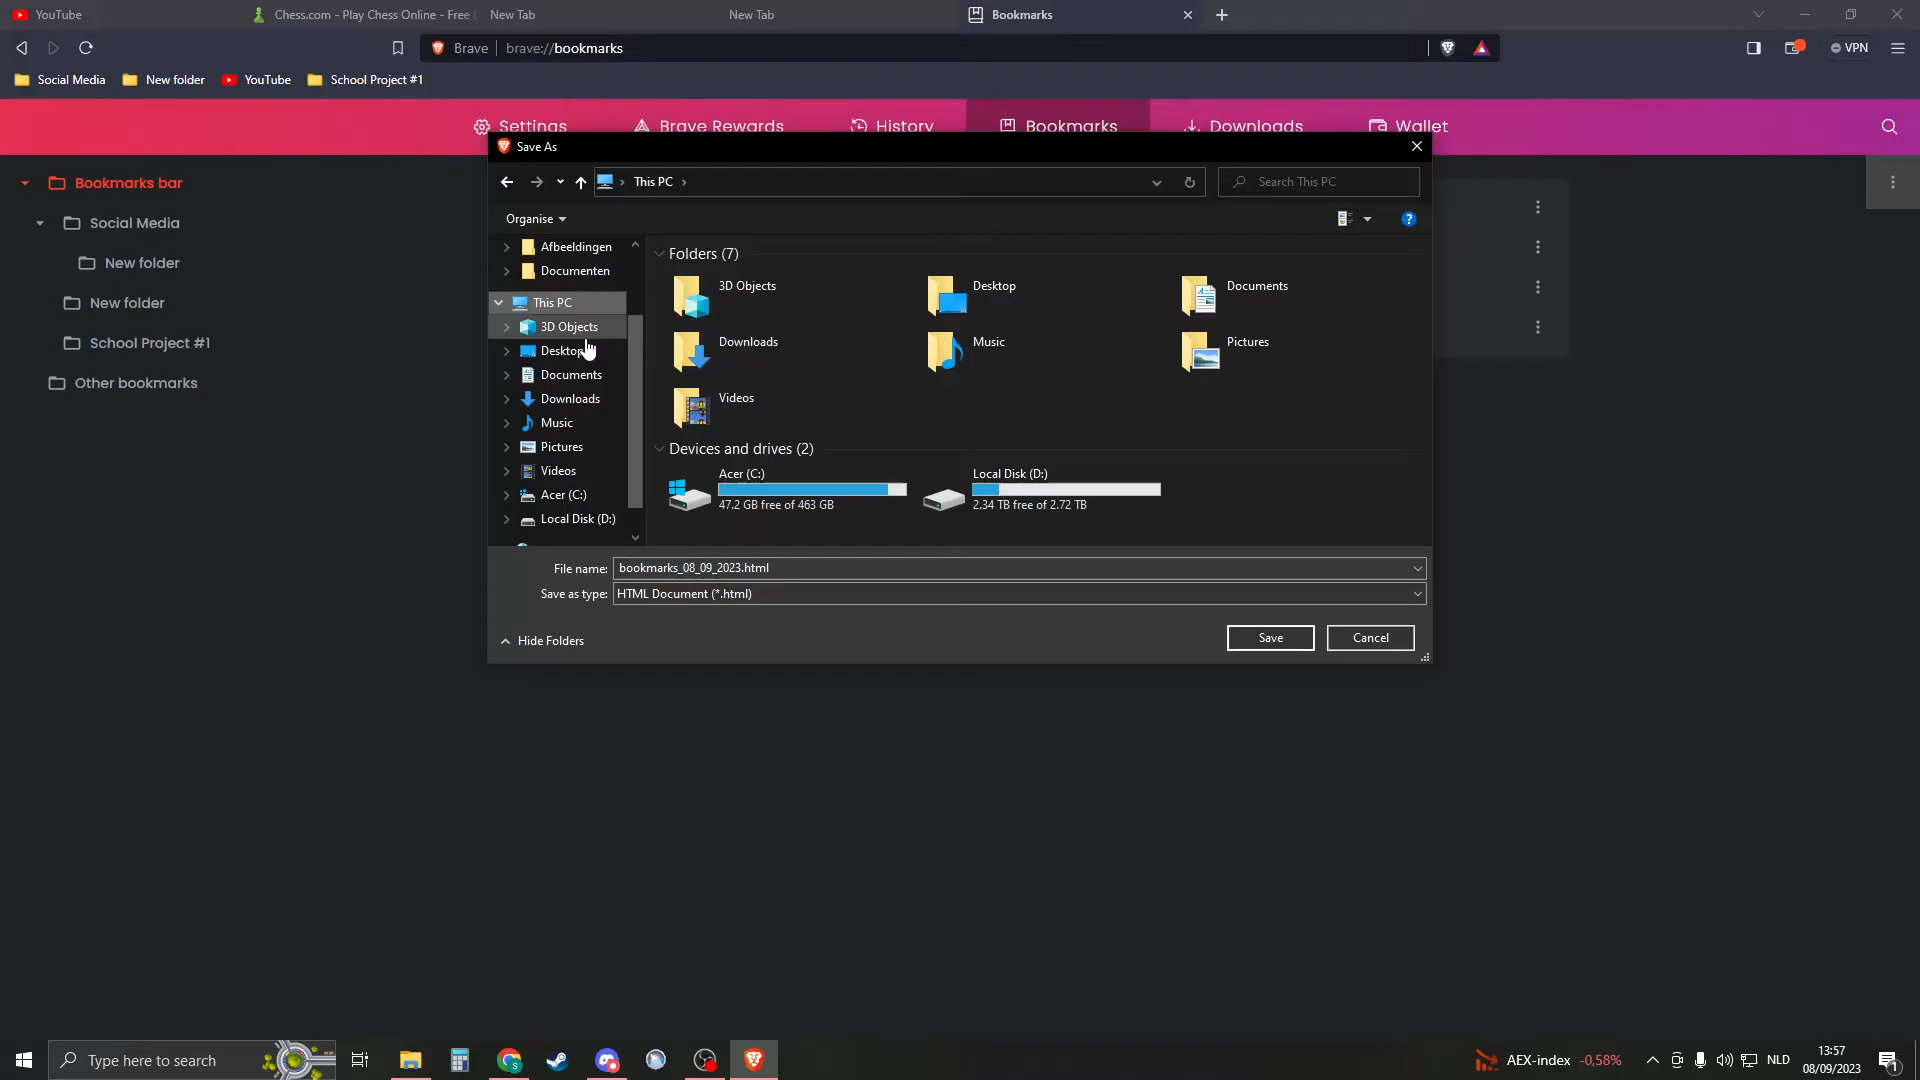 YouTube
Chess.com - Play Chess Online - Free
New Tab
New Tab
Bookmarks
Brave
brave://bookmarks
VPN
Social Media
New folder
YouTube
School Project #1
Settings
Brave Rewards
History
Bookmarks
Downloads
Wallet
Bookmarks bar
Social Media
New folder
New folder
School Project #1
Other bookmarks
Save As
This PC
Search This PC
Organise
Afbeeldingen
Documenten
This PC
3D Objects
Desktop
Documents
Downloads
Music
Pictures
Videos
Acer (C:)
Local Disk (D:)
Folders (7)
3D Objects
Desktop
Documents
Downloads
Music
Pictures
Videos
Devices and drives (2)
Acer (C:)
47.2 GB free of 463 GB
Local Disk (D:)
2.34 TB free of 2.72 TB
File name: bookmarks_08_09_2023.html
Save as type: HTML Document (*.html)
Hide Folders
Save
Cancel
Type here to search
AEX-index -0,58%
NLD
13:57
08/09/2023
1